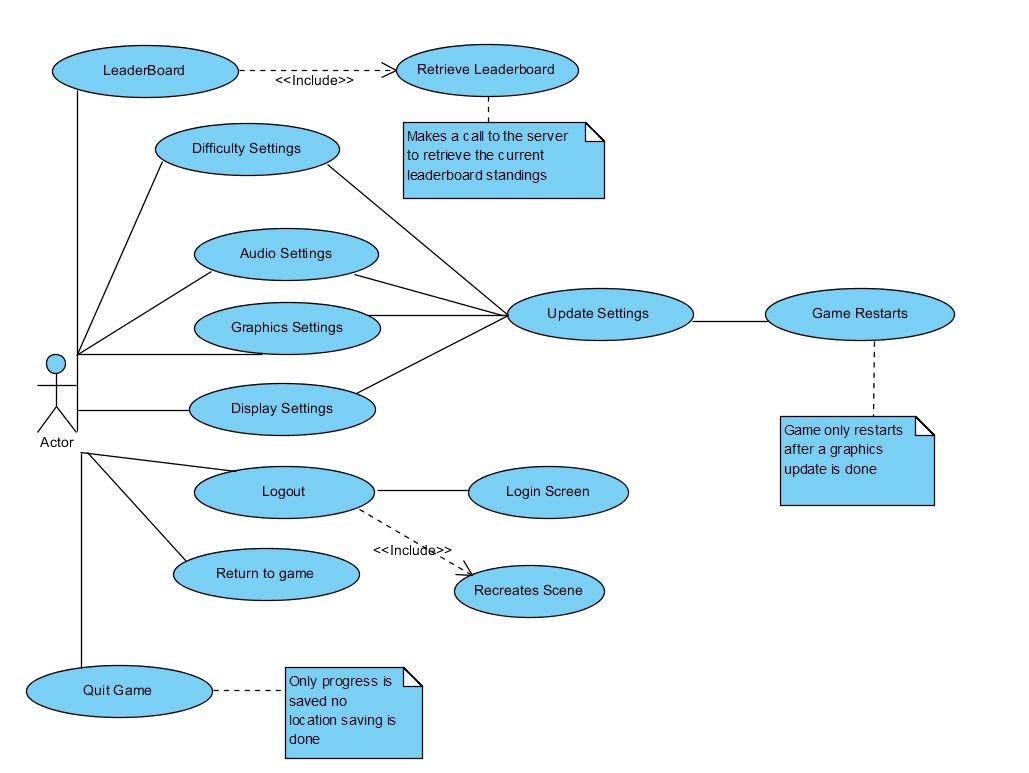 LeaderBoard
<<Include>>
Retrieve Leaderboard
Makes a call to the server
to retrieve the current
leaderboard standings
Difficulty Settings
Audio Settings
Graphics Settings
Update Settings
Game Restarts
Display Settings
Actor
Game only restarts
after a graphics
update is done
Logout
Login Screen
<<Include>>
Return to game
Recreates Scene
Quit Game
Only progress is
saved no
location saving is
done